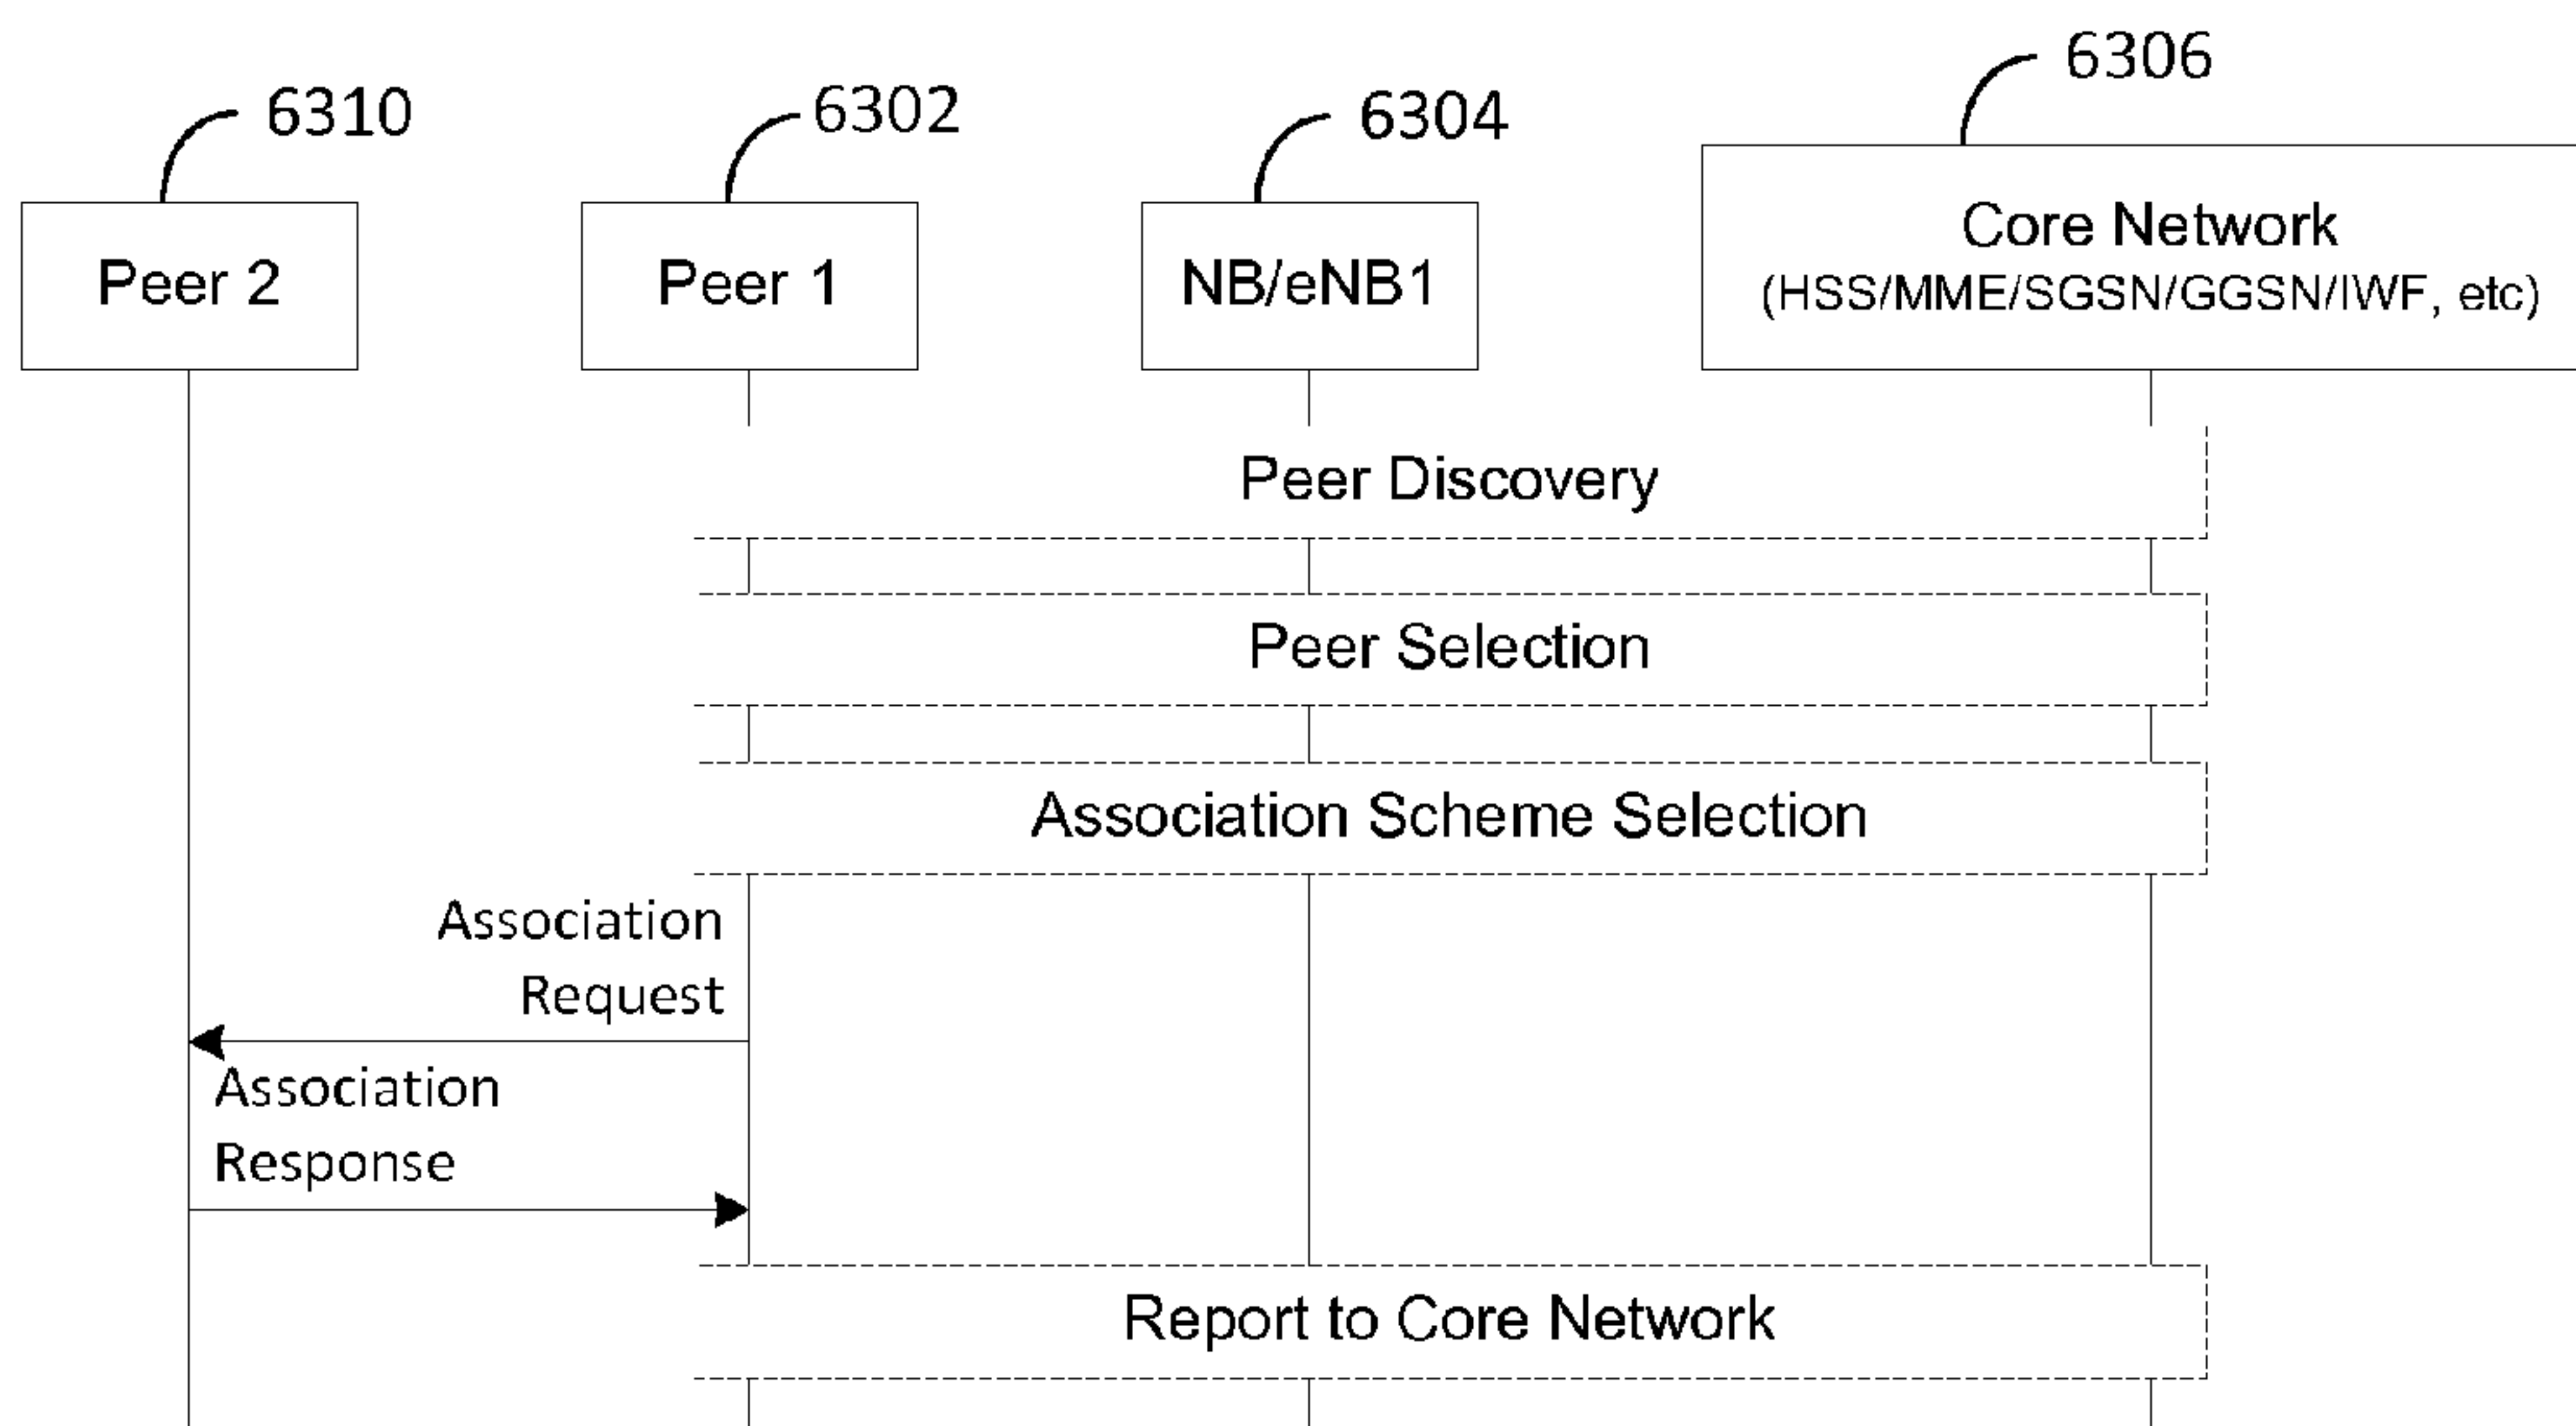 6310
6302
6304
6306
Peer 2
Peer 1
NB/eNB1
Core Network
(HSS/MME/SGSN/GGSN/IWF, etc)
Peer Discovery
Peer Selection
Association Scheme Selection
Association
Request
Association
Response
Report to Core Network